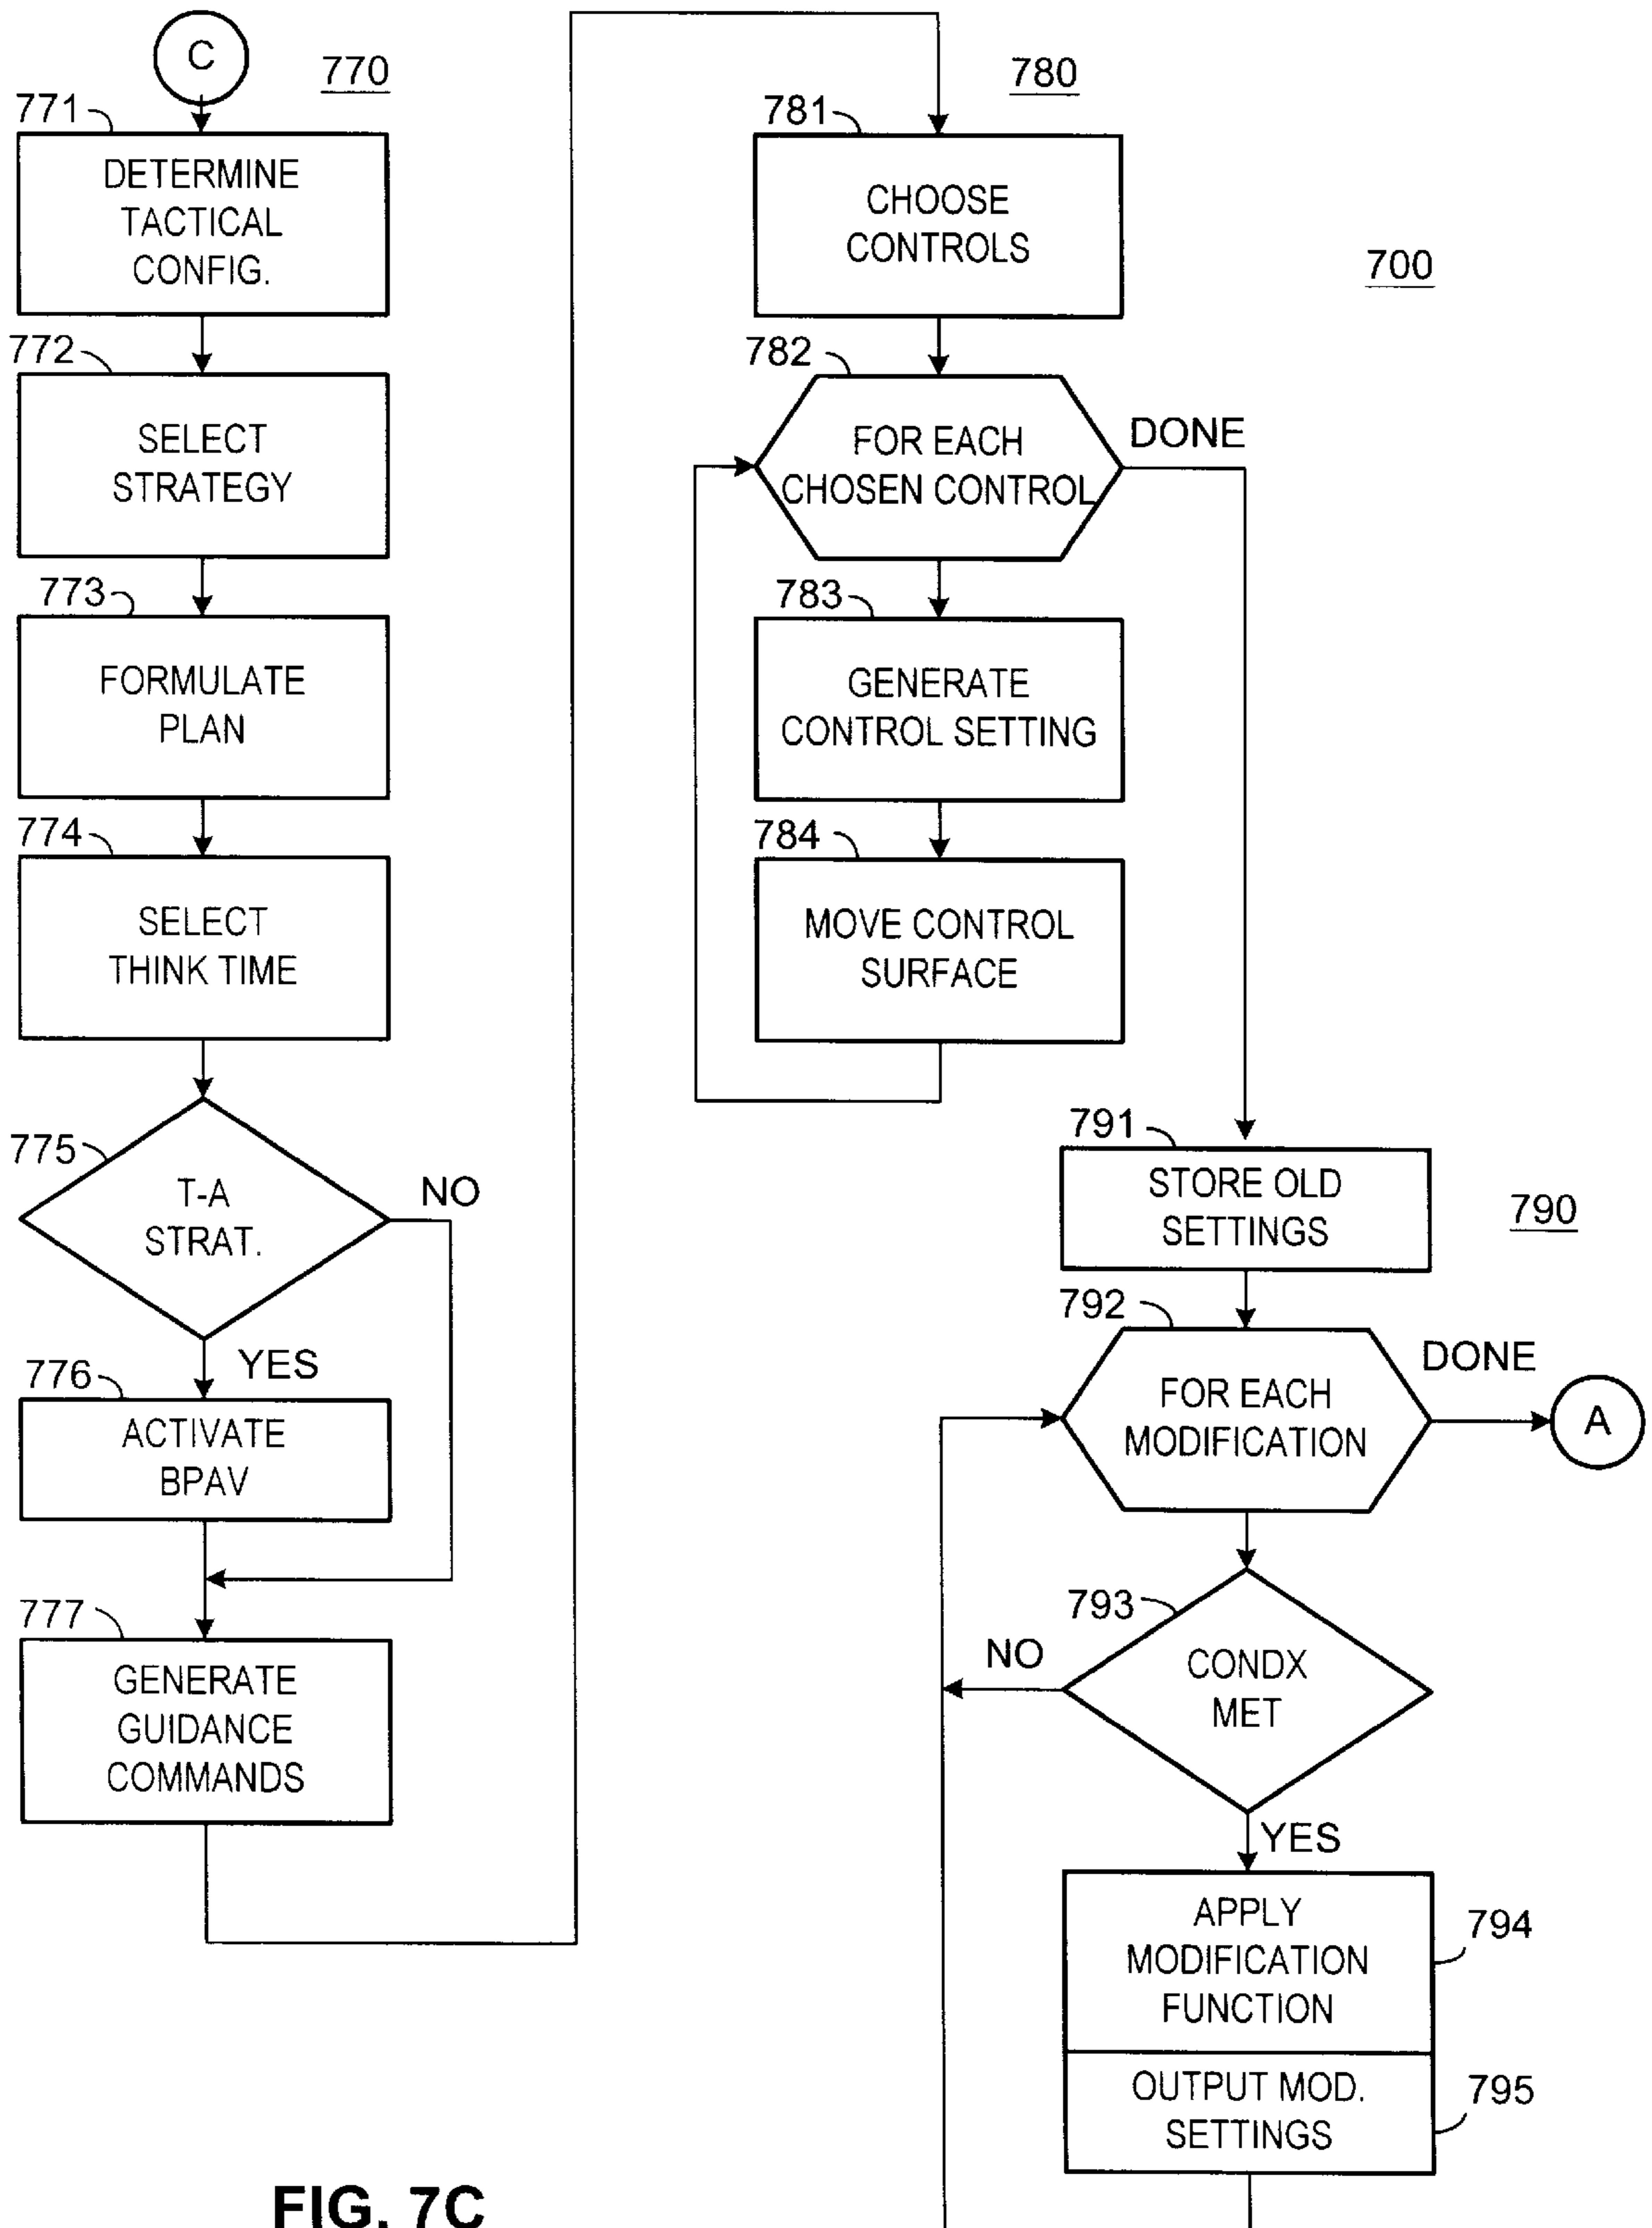 C
770
771
DETERMINE
TACTICAL
CONFIG.
772
SELECT
STRATEGY
773
FORMULATE
PLAN
774
SELECT
THINK TIME
775
T-A
STRAT.
NO
YES
776
ACTIVATE
BPAV
777
GENERATE
GUIDANCE
COMMANDS
780
781
CHOOSE
CONTROLS
700
782
FOR EACH
CHOSEN CONTROL
DONE
783
GENERATE
CONTROL SETTING
784
MOVE CONTROL
SURFACE
791
STORE OLD
SETTINGS
790
792
FOR EACH
MODIFICATION
DONE
A
793
CONDX
MET
NO
YES
APPLY
MODIFICATION
FUNCTION
794
OUTPUT MOD.
SETTINGS
795
FIG. 7C